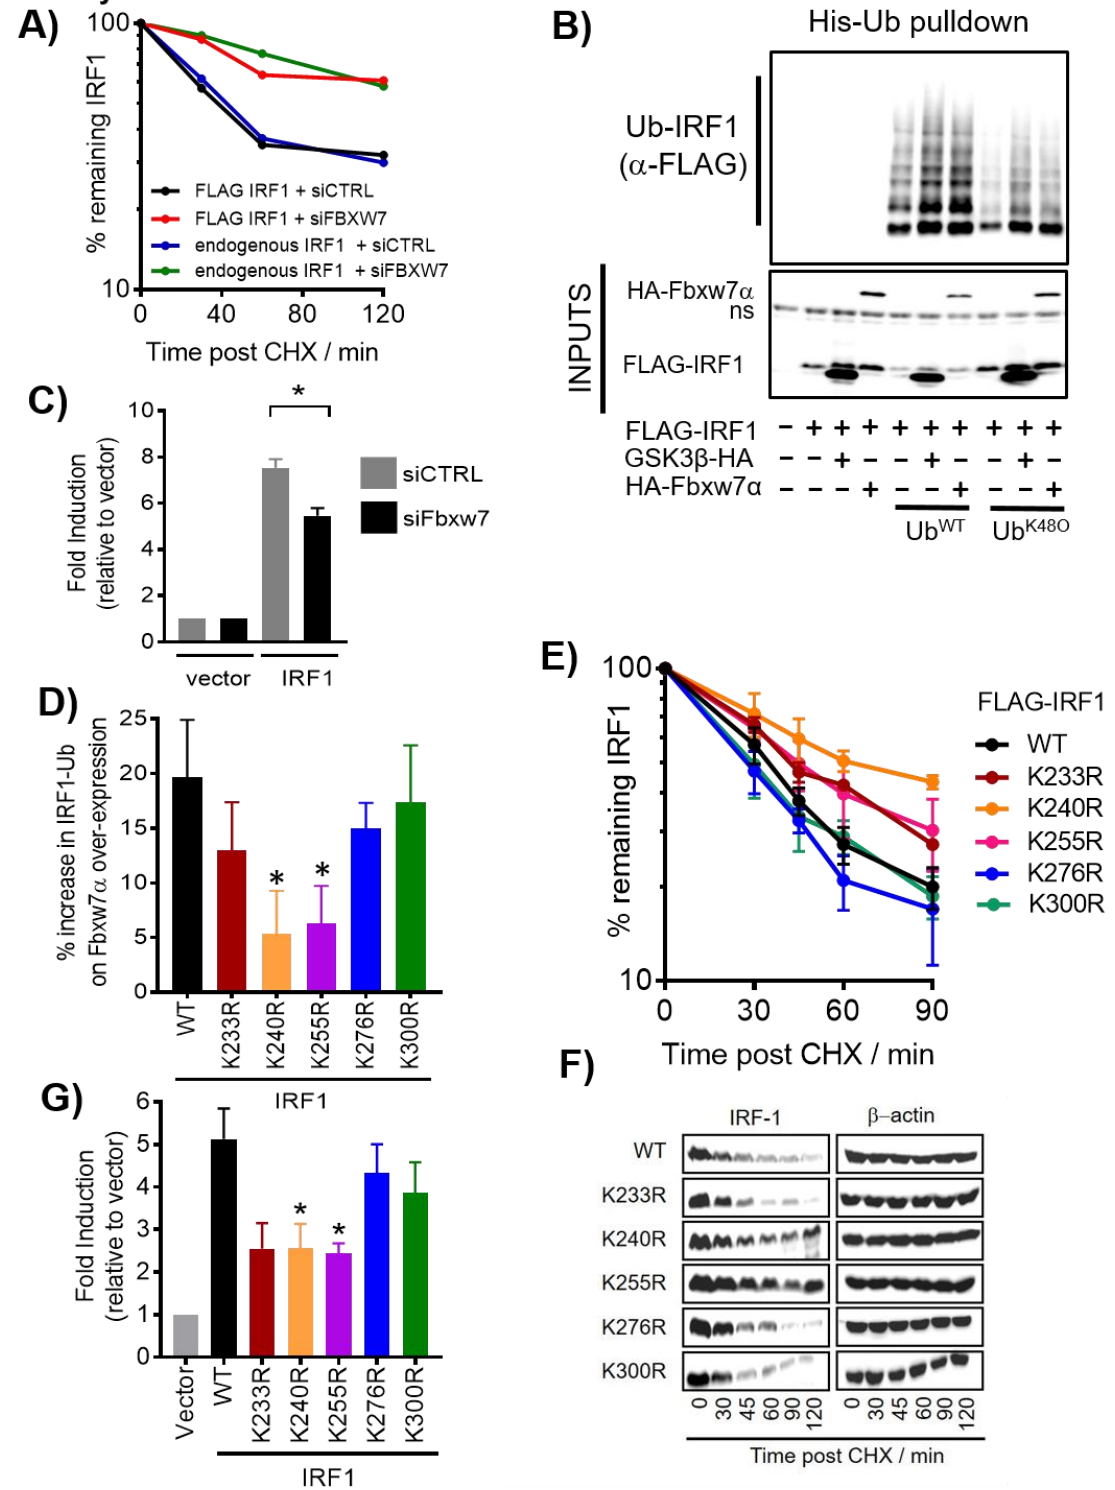 A)
100
10
% remaining IRF1
FLAG IRF1 + siCTRL
FLAG IRF1 + siFBXW7
endogenous IRF1 + siCTRL
endogenous IRF1 + siFBXW7
0 40 80 120
Time post CHX / min
B)
His-Ub pulldown
Ub-IRF1
(α-FLAG)
INPUTS
HA-Fbxw7α
ns
FLAG-IRF1
FLAG-IRF1 − + + + + + + + + +
GSK3β-HA − − + − − + − − + −
HA-Fbxw7α − − − + − − + − − +
Ub^WT Ub^K48O
C)
Fold Induction
(relative to vector)
10
8
6
4
2
0
*
siCTRL
siFbxw7
vector IRF1
D)
% increase in IRF1-Ub
on Fbxw7α over-expression
25
20
15
10
5
0
* *
WT K233R K240R K255R K276R K300R
IRF1
E)
% remaining IRF1
100
10
0 30 60 90
Time post CHX / min
FLAG-IRF1
WT
K233R
K240R
K255R
K276R
K300R
F)
IRF-1 β−actin
WT
K233R
K240R
K255R
K276R
K300R
0 30 45 60 90 120 0 30 45 60 90 120
Time post CHX / min
G)
Fold Induction
(relative to vector)
6
5
4
3
2
1
0
* *
Vector WT K233R K240R K255R K276R K300R
IRF1